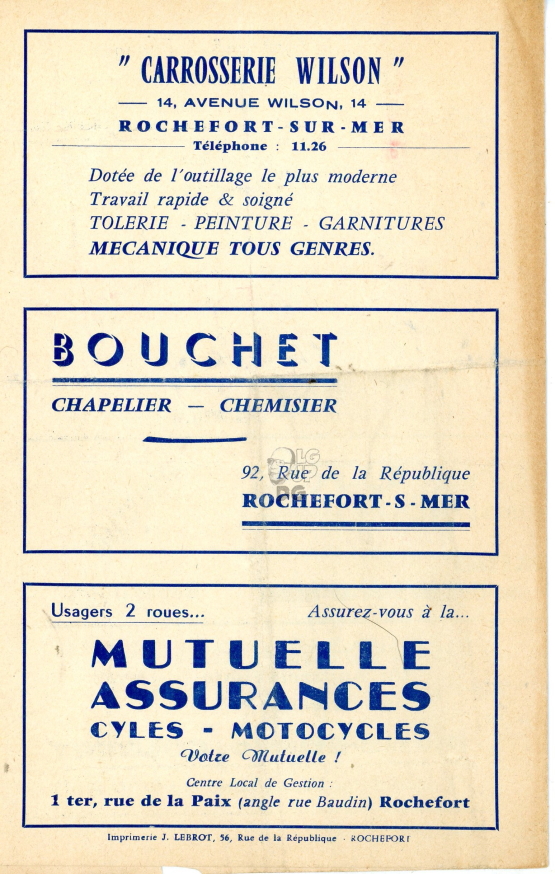 " CARROSSERIE WILSON "
— 14, AVENUE WILSON, 14 —
ROCHEFORT-SUR-MER
Téléphone : 11.26
Dotée de l'outillage le plus moderne
Travail rapide & soigné
TOLERIE - PEINTURE - GARNITURES
MECANIQUE TOUS GENRES.
BOUCHET
CHAPELIER — CHEMISIER
92, Rue de la République
ROCHEFORT-S-MER
Usagers 2 roues... Assurez-vous à la...
MUTUELLE
ASSURANCES
CYLES - MOTOCYCLES
Votre Mutuelle !
Centre Local de Gestion :
1 ter, rue de la Paix (angle rue Baudin) Rochefort
Imprimerie J. LEBROT, 56, Rue de la République - ROCHEFORT